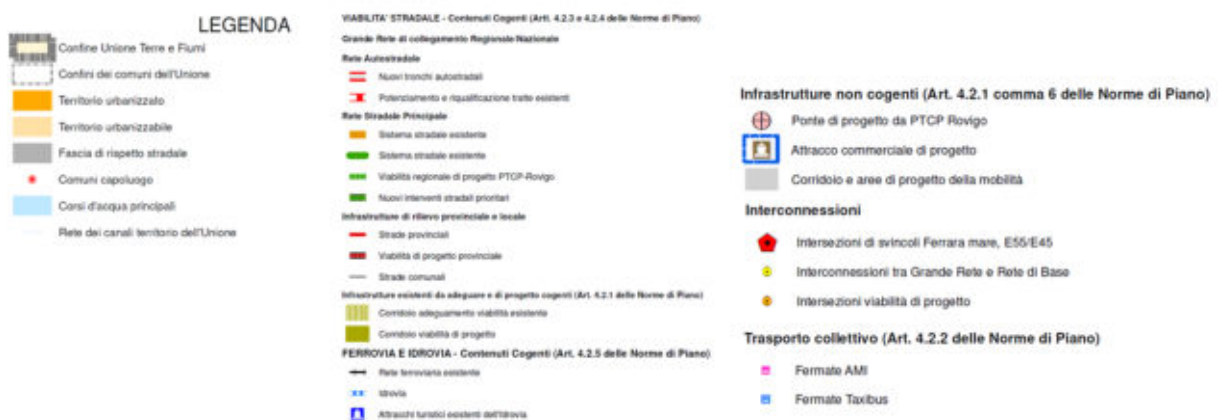 LEGENDA
Confine Unione Terre e Fiumi
Confini dei comuni dell'Unione
Territorio urbanizzato
Territorio urbanizzabile
Fascia di rispetto stradale
Comuni capoluogo
Corsi d'acqua principali
Rete dei canali territorio dell'Unione
VIABILITA' STRADALE - Contenuti Cogenti (Artt. 4.2.3 e 4.2.4 delle Norme di Piano)
Grande Rete di collegamento Regionale/Nazionale
Rete Autostradale
Nuovi tronchi autostradali
Potenziamento e riqualificazione tratte esistenti
Rete Stradale Principale
Sistema stradale esistente
Sistema stradale esistente
Viabilità regionale di progetto PTCP-Rovigo
Nuovi interventi stradali prioritari
Infrastrutture di rilievo provinciale e locale
Strade provinciali
Viabilità di progetto provinciale
Strade comunali
Infrastrutture esistenti da adeguare e di progetto cogenti (Art. 4.2.1 delle Norme di Piano)
Corridoio adeguamento viabilità esistente
Corridoio viabilità di progetto
FERROVIA E IDROVIA - Contenuti Cogenti (Art. 4.2.5 delle Norme di Piano)
Rete ferroviaria esistente
Idrovia
Attracchi turistici esistenti dell'Idrovia
Infrastrutture non cogenti (Art. 4.2.1 comma 6 delle Norme di Piano)
Ponte di progetto da PTCP Rovigo
Attracco commerciale di progetto
Corridoio e aree di progetto della mobilità
Interconnessioni
Intersezioni di svincoli Ferrara mare, E55/E45
Interconnessioni tra Grande Rete e Rete di Base
Intersezioni viabilità di progetto
Trasporto collettivo (Art. 4.2.2 delle Norme di Piano)
Fermate AMI
Fermate Taxibus